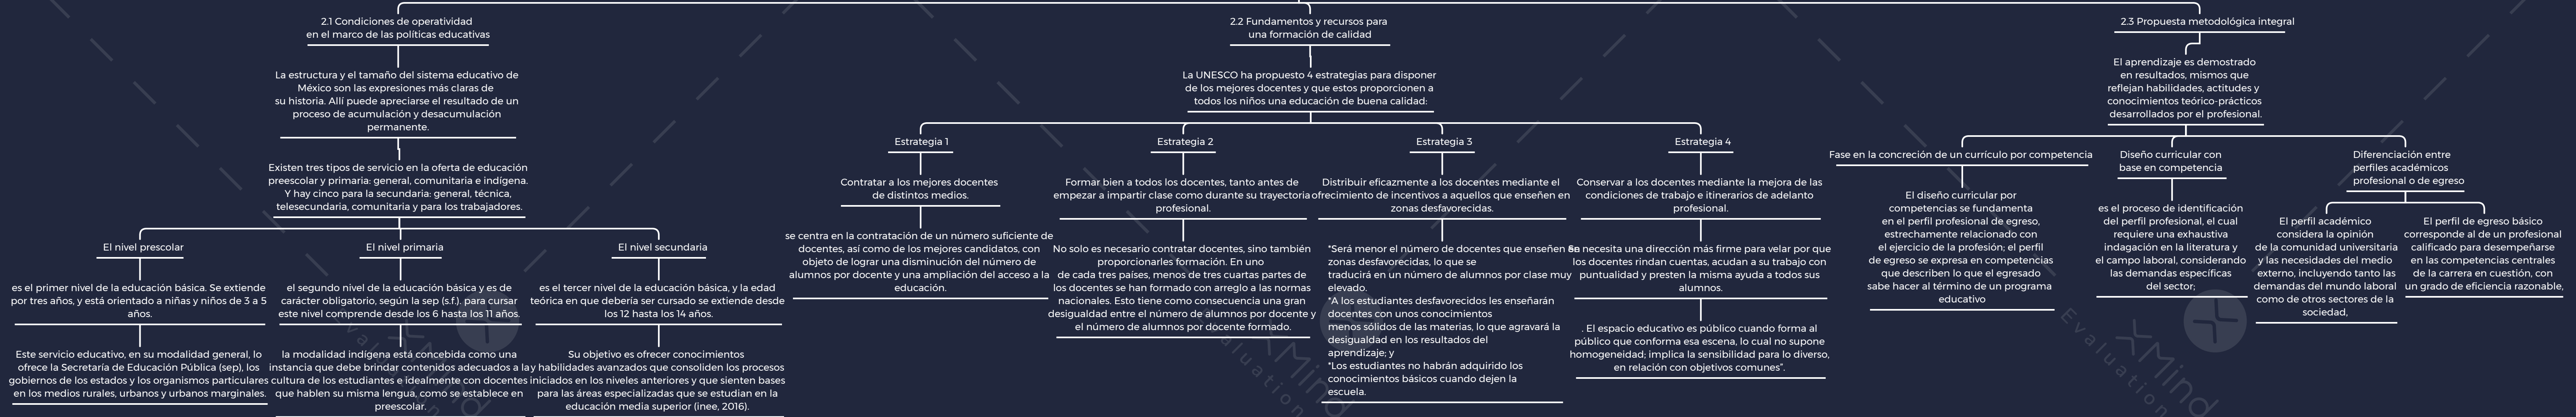 2.1 Condiciones de operatividad
en el marco de las políticas educativas
La estructura y el tamaño del sistema educativo de
México son las expresiones más claras de
su historia. Allí puede apreciarse el resultado de un
proceso de acumulación y desacumulación
permanente.
Existen tres tipos de servicio en la oferta de educación
preescolar y primaria: general, comunitaria e indígena.
Y hay cinco para la secundaria: general, técnica,
telesecundaria, comunitaria y para los trabajadores.
El nivel prescolar
es el primer nivel de la educación básica. Se extiende
por tres años, y está orientado a niñas y niños de 3 a 5
años.
Este servicio educativo, en su modalidad general, lo
ofrece la Secretaría de Educación Pública (sep), los
gobiernos de los estados y los organismos particulares
en los medios rurales, urbanos y urbanos marginales.
El nivel primaria
el segundo nivel de la educación básica y es de
carácter obligatorio, según la sep (s.f.). para cursar
este nivel comprende desde los 6 hasta los 11 años.
la modalidad indígena está concebida como una
instancia que debe brindar contenidos adecuados a la
cultura de los estudiantes e idealmente con docentes
que hablen su misma lengua, como se establece en
preescolar.
El nivel secundaria
es el tercer nivel de la educación básica, y la edad
teórica en que debería ser cursado se extiende desde
los 12 hasta los 14 años.
Su objetivo es ofrecer conocimientos
y habilidades avanzados que consoliden los procesos
iniciados en los niveles anteriores y que sienten bases
para las áreas especializadas que se estudian en la
educación media superior (inee, 2016).
2.2 Fundamentos y recursos para
una formación de calidad
La UNESCO ha propuesto 4 estrategias para disponer
de los mejores docentes y que estos proporcionen a
todos los niños una educación de buena calidad:
Estrategia 1
Contratar a los mejores docentes
de distintos medios.
se centra en la contratación de un número suficiente de
docentes, así como de los mejores candidatos, con
objeto de lograr una disminución del número de
alumnos por docente y una ampliación del acceso a la
educación.
Estrategia 2
Formar bien a todos los docentes, tanto antes de
empezar a impartir clase como durante su trayectoria
profesional.
No solo es necesario contratar docentes, sino también
proporcionarles formación. En uno
de cada tres países, menos de tres cuartas partes de
los docentes se han formado con arreglo a las normas
nacionales. Esto tiene como consecuencia una gran
desigualdad entre el número de alumnos por docente y
el número de alumnos por docente formado.
Estrategia 3
Distribuir eficazmente a los docentes mediante el
ofrecimiento de incentivos a aquellos que enseñen en
zonas desfavorecidas.
*Será menor el número de docentes que enseñen en
zonas desfavorecidas, lo que se
traducirá en un número de alumnos por clase muy
elevado.
*A los estudiantes desfavorecidos les enseñarán
docentes con unos conocimientos
menos sólidos de las materias, lo que agravará la
desigualdad en los resultados del
aprendizaje; y
*Los estudiantes no habrán adquirido los
conocimientos básicos cuando dejen la
escuela.
Estrategia 4
Conservar a los docentes mediante la mejora de las
condiciones de trabajo e itinerarios de adelanto
profesional.
Se necesita una dirección más firme para velar por que
los docentes rindan cuentas, acudan a su trabajo con
puntualidad y presten la misma ayuda a todos sus
alumnos.
. El espacio educativo es público cuando forma al
público que conforma esa escena, lo cual no supone
homogeneidad; implica la sensibilidad para lo diverso,
en relación con objetivos comunes”.
2.3 Propuesta metodológica integral
El aprendizaje es demostrado
en resultados, mismos que
reflejan habilidades, actitudes y
conocimientos teórico-prácticos
desarrollados por el profesional.
Fase en la concreción de un currículo por competencia
El diseño curricular por
competencias se fundamenta
en el perfil profesional de egreso,
estrechamente relacionado con
el ejercicio de la profesión; el perfil
de egreso se expresa en competencias
que describen lo que el egresado
sabe hacer al término de un programa
educativo
Diseño curricular con
base en competencia
es el proceso de identificación
del perfil profesional, el cual
requiere una exhaustiva
indagación en la literatura y
el campo laboral, considerando
las demandas específicas
del sector;
Diferenciación entre
perfiles académicos
profesional o de egreso
El perfil académico
considera la opinión
de la comunidad universitaria
y las necesidades del medio
externo, incluyendo tanto las
demandas del mundo laboral
como de otros sectores de la
sociedad,
El perfil de egreso básico
corresponde al de un profesional
calificado para desempeñarse
en las competencias centrales
de la carrera en cuestión, con
un grado de eficiencia razonable,
XMind
Evaluation
XMind
Evaluation
XMind
Evaluation